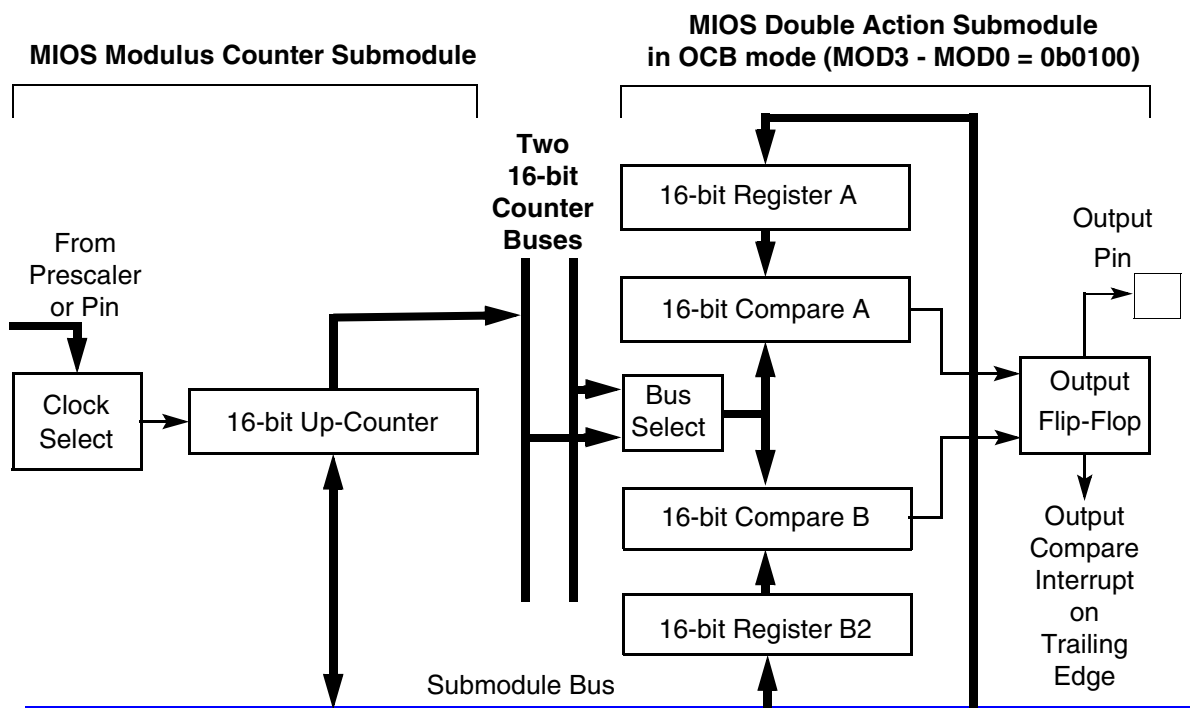 MIOS Modulus Counter Submodule
MIOS Double Action Submodule
in OCB mode (MOD3 - MOD0 = 0b0100)
Two
16-bit
Counter
Buses
From
Prescaler
or Pin
Clock
Select
16-bit Up-Counter
Bus
Select
16-bit Register A
16-bit Compare A
16-bit Compare B
16-bit Register B2
Output
Pin
Output
Flip-Flop
Output
Compare
Interrupt
on
Trailing
Edge
Submodule Bus